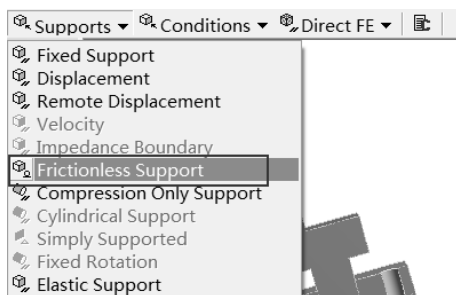 Supports Conditions Direct FE
Fixed Support
Displacement
Remote Displacement
Velocity
Impedance Boundary
Frictionless Support
Compression Only Support
Cylindrical Support
Simply Supported
Fixed Rotation
Elastic Support